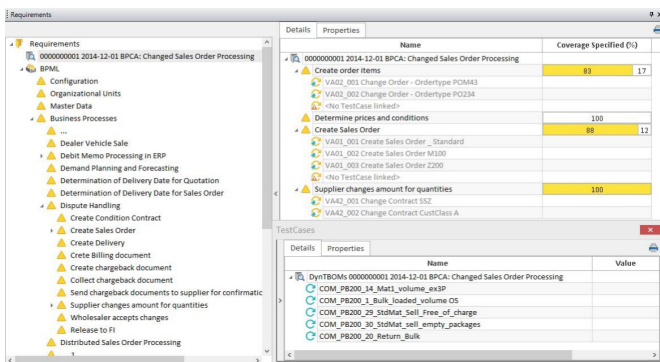 Requirements
Requirements
0000000001 2014-12-01 BPCA: Changed Sales Order Processing
BPML
Configuration
Organizational Units
Master Data
Business Processes
...
Dealer Vehicle Sale
Debit Memo Processing in ERP
Demand Planning and Forecasting
Determination of Delivery Date for Quotation
Determination of Delivery Date for Sales Order
Dispute Handling
Create Condition Contract
Create Sales Order
Create Delivery
Crete Billing document
Create chargeback document
Collect chargeback document
Send chargeback documents to supplier for confirmatic
Supplier changes amount for quantities
Wholesaler accepts changes
Release to FI
Distributed Sales Order Processing
Details Properties
Name Coverage Specified (%)
0000000001 2014-12-01 BPCA: Changed Sales Order Processing
Create order items 83 17
VA02_001 Change Order - Ordertype POM43
VA02_002 Change Order - Ordertype PO234
<No TestCase linked>
Determine prices and conditions 100
Create Sales Order 88 12
VA01_001 Create Sales Order _ Standard
VA01_002 Create Sales Order M100
VA01_003 Create Sales Order Z200
<No TestCase linked>
Supplier changes amount for quantities 100
VA42_001 Change Contract SSZ
VA42_002 Change Contract CustClass A
TestCases
Details Properties
Name Value
DynTBOMs 0000000001 2014-12-01 BPCA: Changed Sales Order Processing
COM_PB200_14_Mat1_volume_ex3P
COM_PB200_1_Bulk_loaded_volume OS
COM_PB200_29_StdMat_Sell_Free_of_charge
COM_PB200_30_StdMat_sell_empty_packages
COM_PB200_20_Return_Bulk